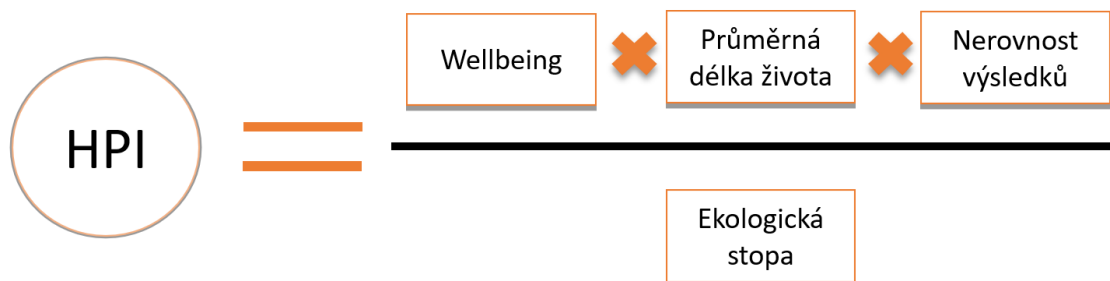 HPI
Wellbeing
Průměrná
délka života
Nerovnost
výsledků
Ekologická
stopa